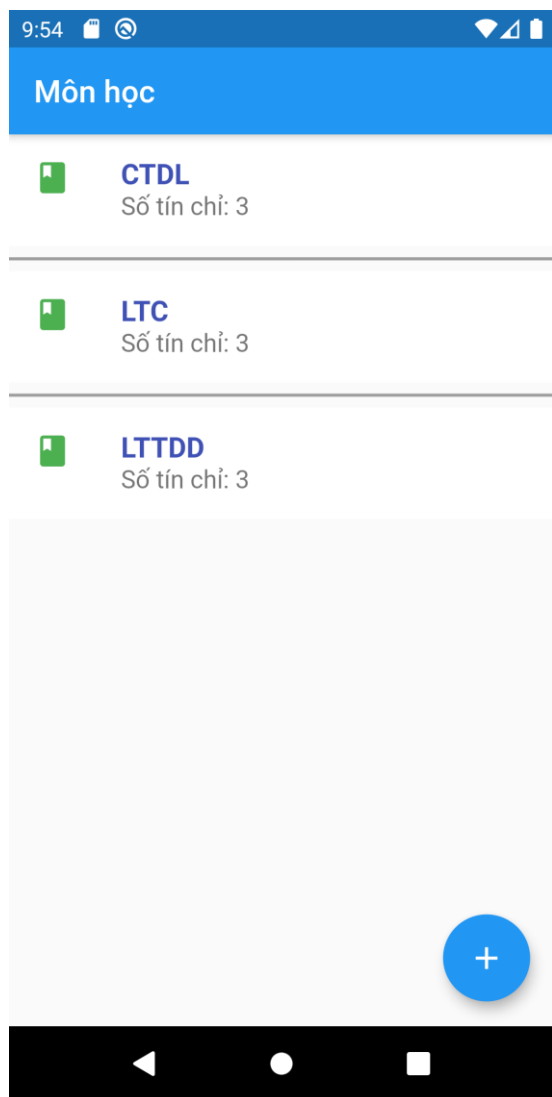 9:54
Môn học
CTDL
Số tín chỉ: 3
LTC
Số tín chỉ: 3
LTTDD
Số tín chỉ: 3
+